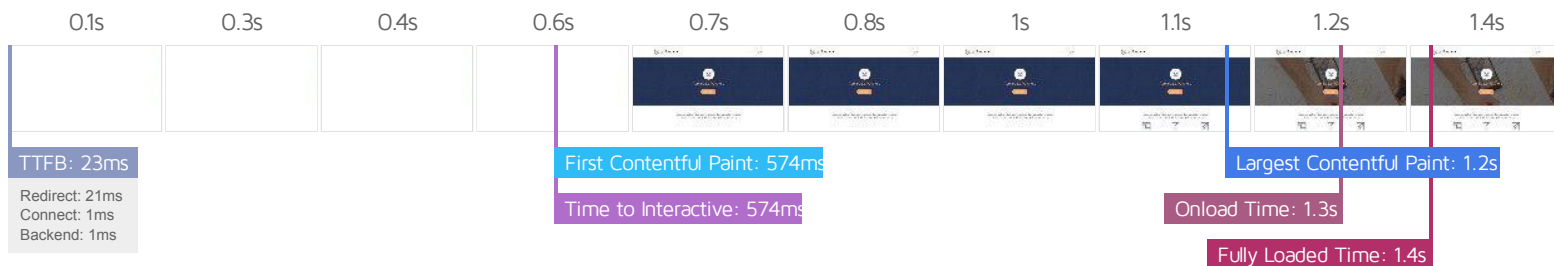 0.1s 0.3s 0.4s 0.6s 0.7s 0.8s 1s 1.1s 1.2s 1.4s
TTFB: 23ms
First Contentful Paint: 574ms
Largest Contentful Paint: 1.2s
Redirect: 21ms
Connect: 1ms
Backend: 1ms
Time to Interactive: 574ms
Onload Time: 1.3s
Fully Loaded Time: 1.4s